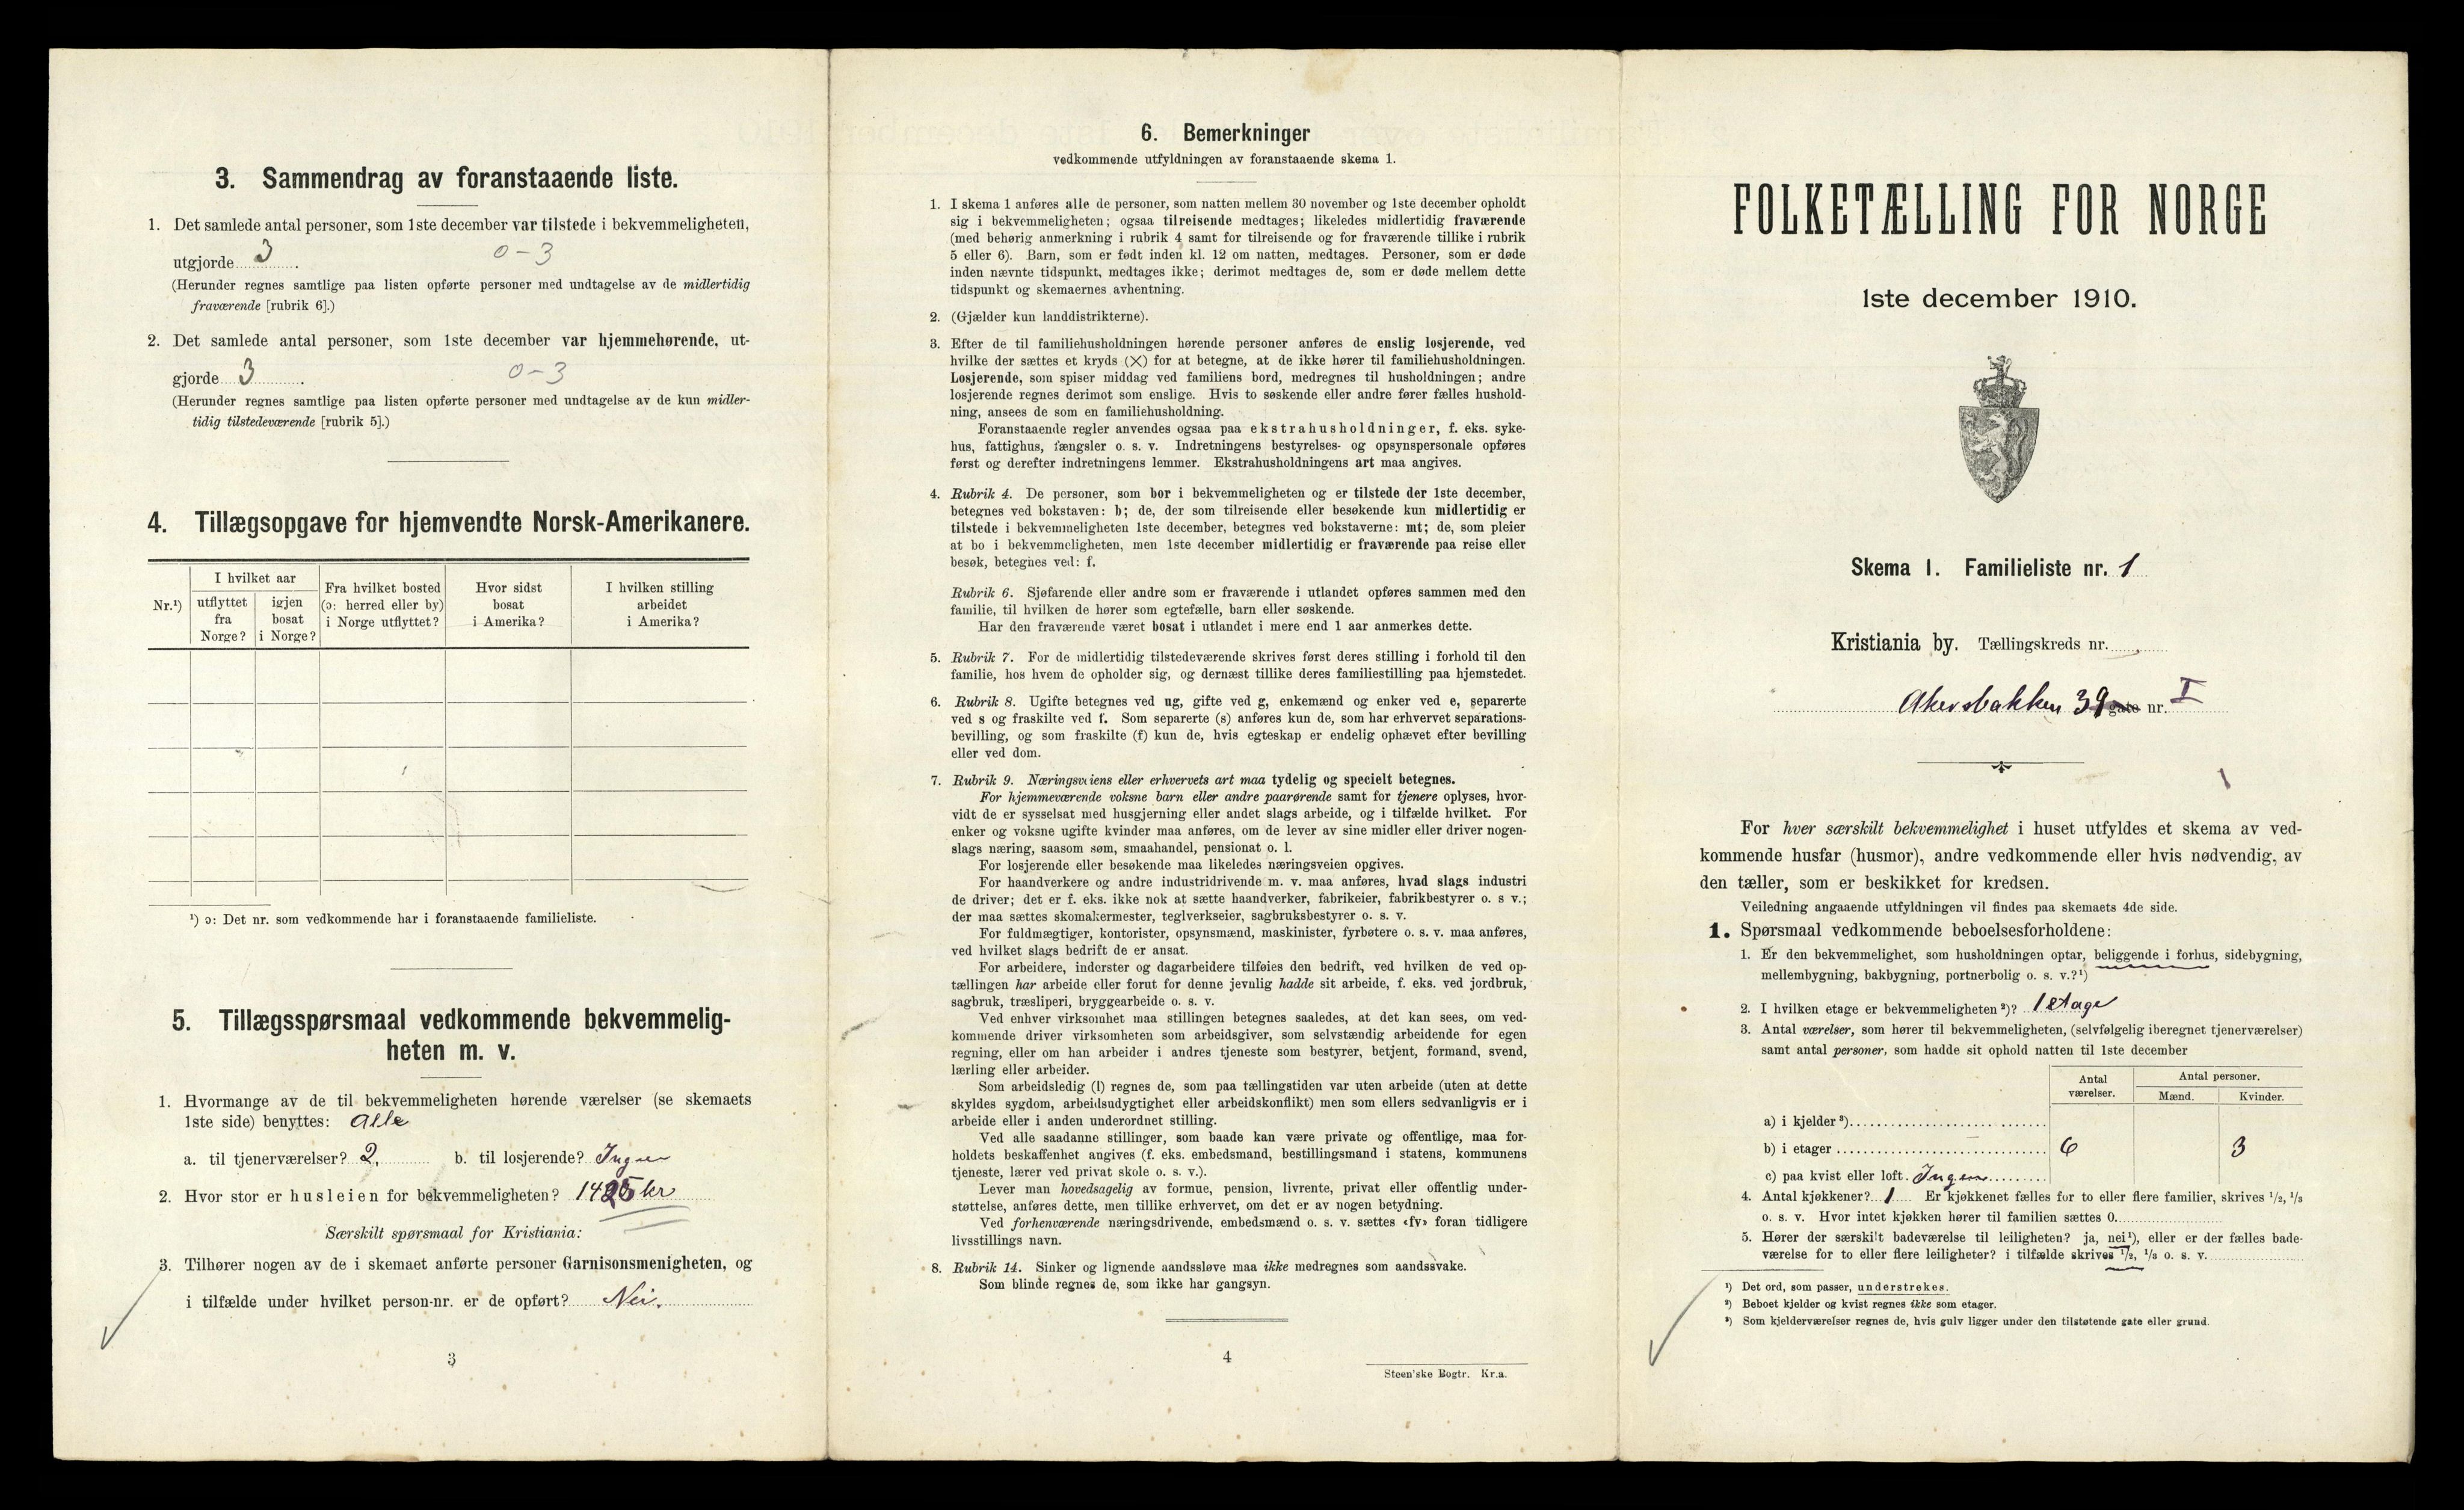 3. Sammendrag av foranstaaende liste.
1. Det samlede antal personer, som 1ste december var tilstede i bekvemmeligheten,
utgjorde 3. 0-3
(Herunder regnes samtlige paa listen opførte personer med undtagelse av de midlertidig
fraværende [rubrik 6].)
2. Det samlede antal personer, som 1ste december var hjemmehørende, ut-
gjorde 3. 0-3
(Herunder regnes samtlige paa listen opførte personer med undtagelse av de kun midler-
tidig tilstedeværende [rubrik 5].)
4. Tillægsopgave for hjemvendte Norsk-Amerikanere.
Nr.¹)
I hvilket aar
utflyttet
fra
Norge?
igjen
bosat
i Norge?
Fra hvilket bosted
(ɔ: herred eller by)
i Norge utflyttet?
Hvor sidst
bosat
i Amerika?
I hvilken stilling
arbeidet
i Amerika?
¹) ɔ: Det nr. som vedkommende har i foranstaaende familieliste.
5. Tillægsspørsmaal vedkommende bekvemmelig-
heten m. v.
1. Hvormange av de til bekvemmeligheten hørende værelser (se skemaets
1ste side) benyttes: Alle
a. til tjenerværelser? 2, b. til losjerende? Ingen
2. Hvor stor er husleien for bekvemmeligheten? 1425 kr
Særskilt spørsmaal for Kristiania:
3. Tilhører nogen av de i skemaet anførte personer Garnisonsmenigheten, og
i tilfælde under hvilket person-nr. er de opført? Nei.
3
6. Bemerkninger
vedkommende utfyldningen av foranstaaende skema 1.
1. I skema 1 anføres alle de personer, som natten mellem 30 november og 1ste december opholdt
sig i bekvemmeligheten; ogsaa tilreisende medtages; likeledes midlertidig fraværende
(med behørig anmerkning i rubrik 4 samt for tilreisende og for fraværende tillike i rubrik
5 eller 6). Barn, som er født inden kl. 12 om natten, medtages. Personer, som er døde
inden nævnte tidspunkt, medtages ikke; derimot medtages de, som er døde mellem dette
tidspunkt og skemaernes avhentning.
2. (Gjælder kun landdistrikterne).
3. Efter de til familiehusholdningen hørende personer anføres de enslig losjerende, ved
hvilke der sættes et kryds (×) for at betegne, at de ikke hører til familiehusholdningen.
Losjerende, som spiser middag ved familiens bord, medregnes til husholdningen; andre
losjerende regnes derimot som enslige. Hvis to søskende eller andre fører fælles hushold-
ning, ansees de som en familiehusholdning.
Foranstaaende regler anvendes ogsaa paa ekstrahusholdninger, f. eks. syke-
hus, fattighus, fængsler o. s. v. Indretningens bestyrelses- og opsynspersonale opføres
først og derefter indretningens lemmer. Ekstrahusholdningens art maa angives.
4. Rubrik 4. De personer, som bor i bekvemmeligheten og er tilstede der 1ste december,
betegnes ved bokstaven: b; de, der som tilreisende eller besøkende kun midlertidig er
tilstede i bekvemmeligheten 1ste december, betegnes ved bokstaverne: mt; de, som pleier
at bo i bekvemmeligheten, men 1ste december midlertidig er fraværende paa reise eller
besøk, betegnes ved: f.
Rubrik 6. Sjøfarende eller andre som er fraværende i utlandet opføres sammen med den
familie, til hvilken de hører som egtefælle, barn eller søskende.
Har den fraværende været bosat i utlandet i mere end 1 aar anmerkes dette.
5. Rubrik 7. For de midlertidig tilstedeværende skrives først deres stilling i forhold til den
familie, hos hvem de opholder sig, og dernæst tillike deres familiestilling paa hjemstedet.
6. Rubrik 8. Ugifte betegnes ved ug, gifte ved g, enkemænd og enker ved e, separerte
ved s og fraskilte ved f. Som separerte (s) anføres kun de, som har erhvervet separations-
bevilling, og som fraskilte (f) kun de, hvis egteskap er endelig ophævet efter bevilling
eller ved dom.
7. Rubrik 9. Næringsveiens eller erhvervets art maa tydelig og specielt betegnes.
For hjemmeværende voksne barn eller andre paarørende samt for tjenere oplyses, hvor-
vidt de er sysselsat med husgjerning eller andet slags arbeide, og i tilfælde hvilket. For
enker og voksne ugifte kvinder maa anføres, om de lever av sine midler eller driver nogen-
slags næring, saasom søm, smaahandel, pensionat o. l.
For losjerende eller besøkende maa likeledes næringsveien opgives.
For haandverkere og andre industridrivende m. v. maa anføres, hvad slags industri
de driver; det er f. eks. ikke nok at sætte haandverker, fabrikeier, fabrikbestyrer o. s v.;
der maa sættes skomakermester, teglverkseier, sagbruksbestyrer o. s. v.
For fuldmægtiger, kontorister, opsynsmænd, maskinister, fyrbøtere o. s. v. maa anføres,
ved hvilket slags bedrift de er ansat.
For arbeidere, inderster og dagarbeidere tilføies den bedrift, ved hvilken de ved op-
tællingen har arbeide eller forut for denne jevnlig hadde sit arbeide, f. eks. ved jordbruk,
sagbruk, træsliperi, bryggearbeide o. s. v.
Ved enhver virksomhet maa stillingen betegnes saaledes, at det kan sees, om ved-
kommende driver virksomheten som arbeidsgiver, som selvstændig arbeidende for egen
regning, eller om han arbeider i andres tjeneste som bestyrer, betjent, formand, svend,
lærling eller arbeider.
Som arbeidsledig (l) regnes de, som paa tællingstiden var uten arbeide (uten at dette
skyldes sygdom, arbeidsudygtighet eller arbeidskonflikt) men som ellers sedvanligvis er i
arbeide eller i anden underordnet stilling.
Ved alle saadanne stillinger, som baade kan være private og offentlige, maa for-
holdets beskaffenhet angives (f. eks. embedsmand, bestillingsmand i statens, kommunens
tjeneste, lærer ved privat skole o. s. v.).
Lever man hovedsagelig av formue, pension, livrente, privat eller offentlig under-
støttelse, anføres dette, men tillike erhvervet, om det er av nogen betydning.
Ved forhenværende næringsdrivende, embedsmænd o. s. v. sættes «fv» foran tidligere
livsstillings navn.
8. Rubrik 14. Sinker og lignende aandssløve maa ikke medregnes som aandssvake.
Som blinde regnes de, som ikke har gangsyn.
4
Steen'ske Bogtr. Kr.a.
FOLKETÆLLING FOR NORGE
1ste december 1910.
Skema I. Familieliste nr. 1
Kristiania by. Tællingskreds nr.
Akersbakken 39 gate nr. I
For hver særskilt bekvemmelighet i huset utfyldes et skema av ved-
kommende husfar (husmor), andre vedkommende eller hvis nødvendig, av
den tæller, som er beskikket for kredsen.
Veiledning angaaende utfyldningen vil findes paa skemaets 4de side.
1. Spørsmaal vedkommende beboelsesforholdene:
1. Er den bekvemmelighet, som husholdningen optar, beliggende i forhus, sidebygning,
mellembygning, bakbygning, portnerbolig o. s. v.?¹)
2. I hvilken etage er bekvemmeligheten²)? 1 Etage
3. Antal værelser, som hører til bekvemmeligheten, (selvfølgelig iberegnet tjenerværelser)
samt antal personer, som hadde sit ophold natten til 1ste december
Antal
værelser.
Antal personer.
Mænd. Kvinder.
a) i kjelder³)
b) i etager 6 3
c) paa kvist eller loft. Ingen
4. Antal kjøkkener? 1 Er kjøkkenet fælles for to eller flere familier, skrives 1/2, 1/3
o. s. v. Hvor intet kjøkken hører til familien sættes 0.
5. Hører der særskilt badeværelse til leiligheten? ja, nei¹), eller er der fælles bade-
værelse for to eller flere leiligheter? i tilfælde skrives 1/2, 1/3 o. s. v.
¹) Det ord, som passer, understrekes.
²) Beboet kjelder og kvist regnes ikke som etager.
³) Som kjelderværelser regnes de, hvis gulv ligger under den tilstøtende gate eller grund.